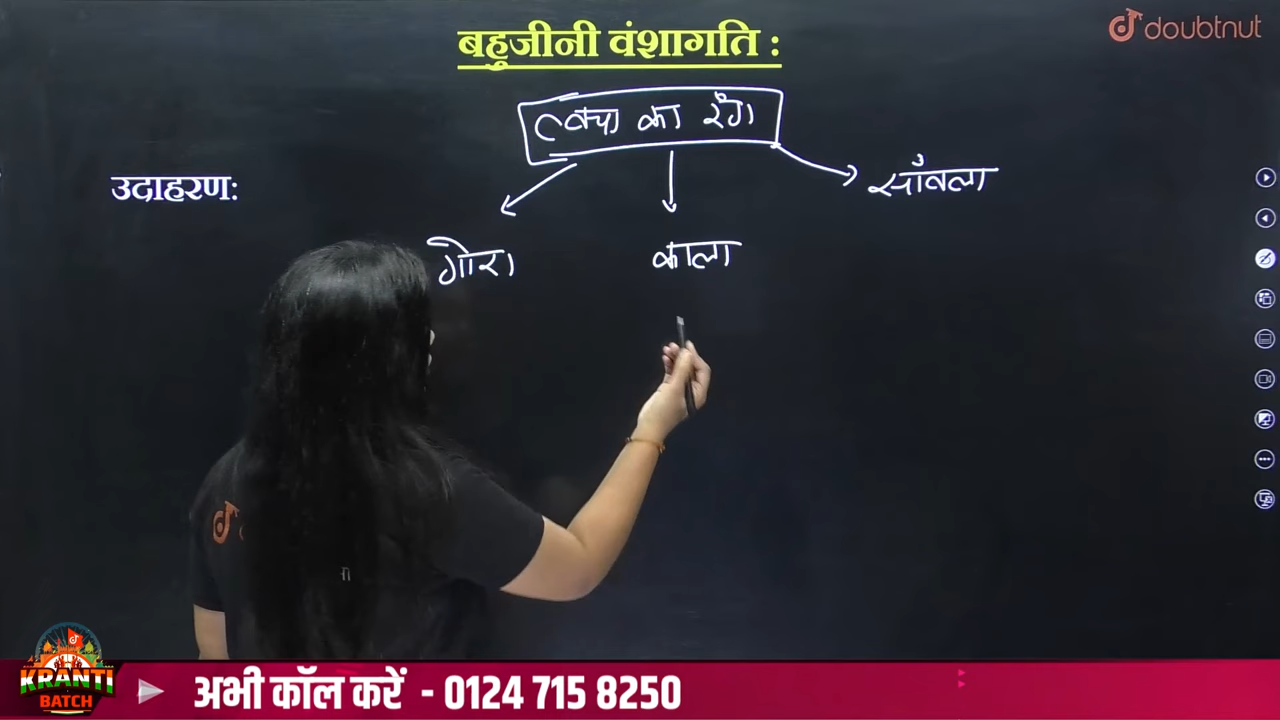 बहुजीनी वंशागति :
doubtnut
त्वचा का रंग
उदाहरण:
साँवला
गोरा
काला
KRANTI
BATCH
अभी कॉल करें - 0124 715 8250